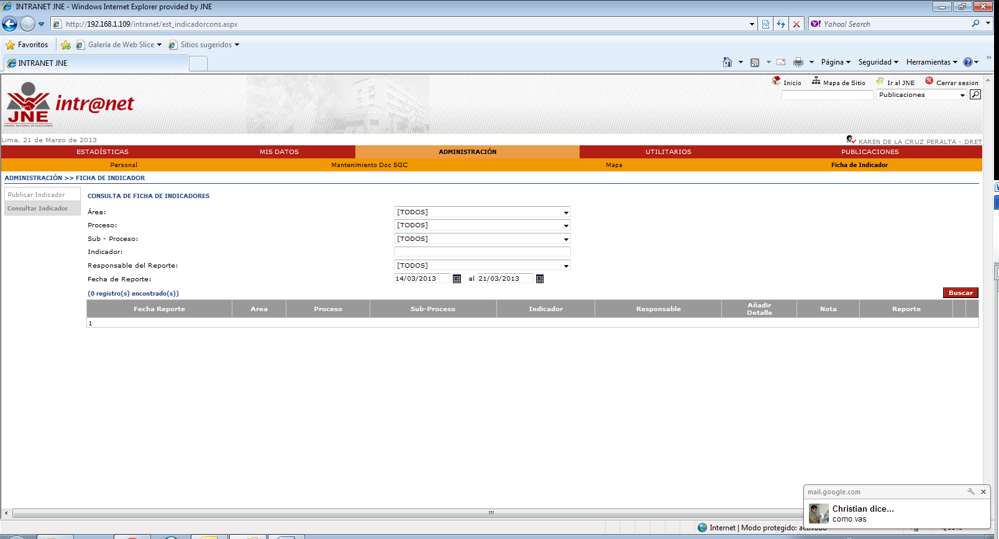 INTRANET JNE - Windows Internet Explorer provided by JNE
http://192.168.1.109/intranet/est_indicadorcons.aspx
Yahoo! Search
Favoritos
Galería de Web Slice
Sitios sugeridos
INTRANET JNE
Página
Seguridad
Herramientas
Inicio
Mapa de Sitio
Ir al JNE
Cerrar sesion
Publicaciones
JNE
JURADO NACIONAL DE ELECCIONES
intr@net
Lima, 21 de Marzo de 2013
KAREN DE LA CRUZ PERALTA - DRET
ESTADÍSTICAS
MIS DATOS
ADMINISTRACIÓN
UTILITARIOS
PUBLICACIONES
Personal
Mantenimiento Doc SGC
Mapa
Ficha de Indicador
ADMINISTRACIÓN >> FICHA DE INDICADOR
Publicar Indicador
Consultar Indicador
CONSULTA DE FICHA DE INDICADORES
Área: [TODOS]
Proceso: [TODOS]
Sub - Proceso: [TODOS]
Indicador:
Responsable del Reporte: [TODOS]
Fecha de Reporte: 14/03/2013 al 21/03/2013
(0 registro(s) encontrado(s))
Buscar
Fecha Reporte
Area
Proceso
Sub-Proceso
Indicador
Responsable
Añadir
Detalle
Nota
Reporte
1
mail.google.com
Christian dice...
como vas
Internet | Modo protegido: activado